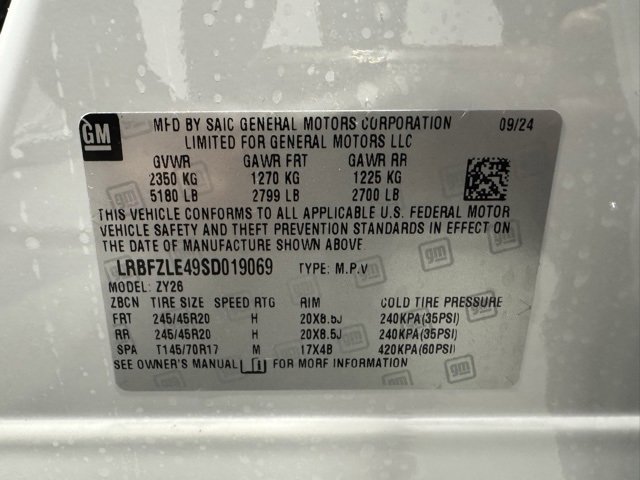 GM MFD BY SAIC GENERAL MOTORS CORPORATION 09/24
LIMITED FOR GENERAL MOTORS LLC
GVWR GAWR FRT GAWR RR
2350 KG 1270 KG 1225 KG
5180 LB 2799 LB 2700 LB
THIS VEHICLE CONFORMS TO ALL APPLICABLE U.S. FEDERAL MOTOR
VEHICLE SAFETY AND THEFT PREVENTION STANDARDS IN EFFECT ON
THE DATE OF MANUFACTURE SHOWN ABOVE.
LRBFZLE49SD019069 TYPE: M.P.V
MODEL: ZY26
ZBCN TIRE SIZE SPEED RTG RIM COLD TIRE PRESSURE
FRT 245/45R20 H 20X8.5J 240KPA(35PSI)
RR 245/45R20 H 20X8.5J 240KPA(35PSI)
SPA T145/70R17 M 17X4B 420KPA(60PSI)
SEE OWNER'S MANUAL i FOR MORE INFORMATION